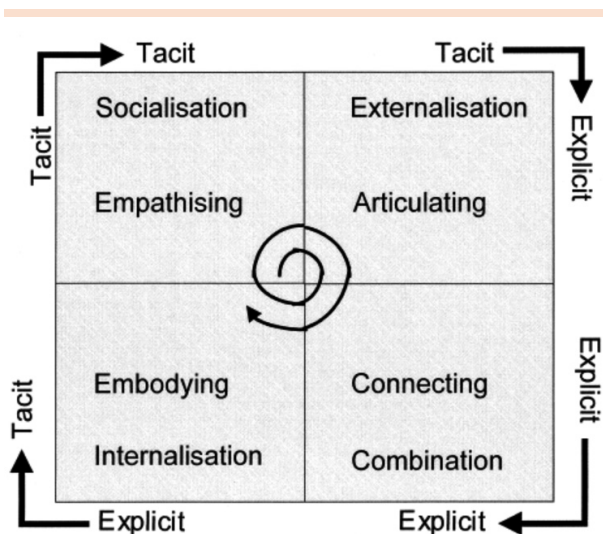 Tacit Tacit
Tacit
Socialisation Externalisation
Explicit
Empathising Articulating
Embodying Connecting
Tacit
Explicit
Internalisation Combination
Explicit Explicit